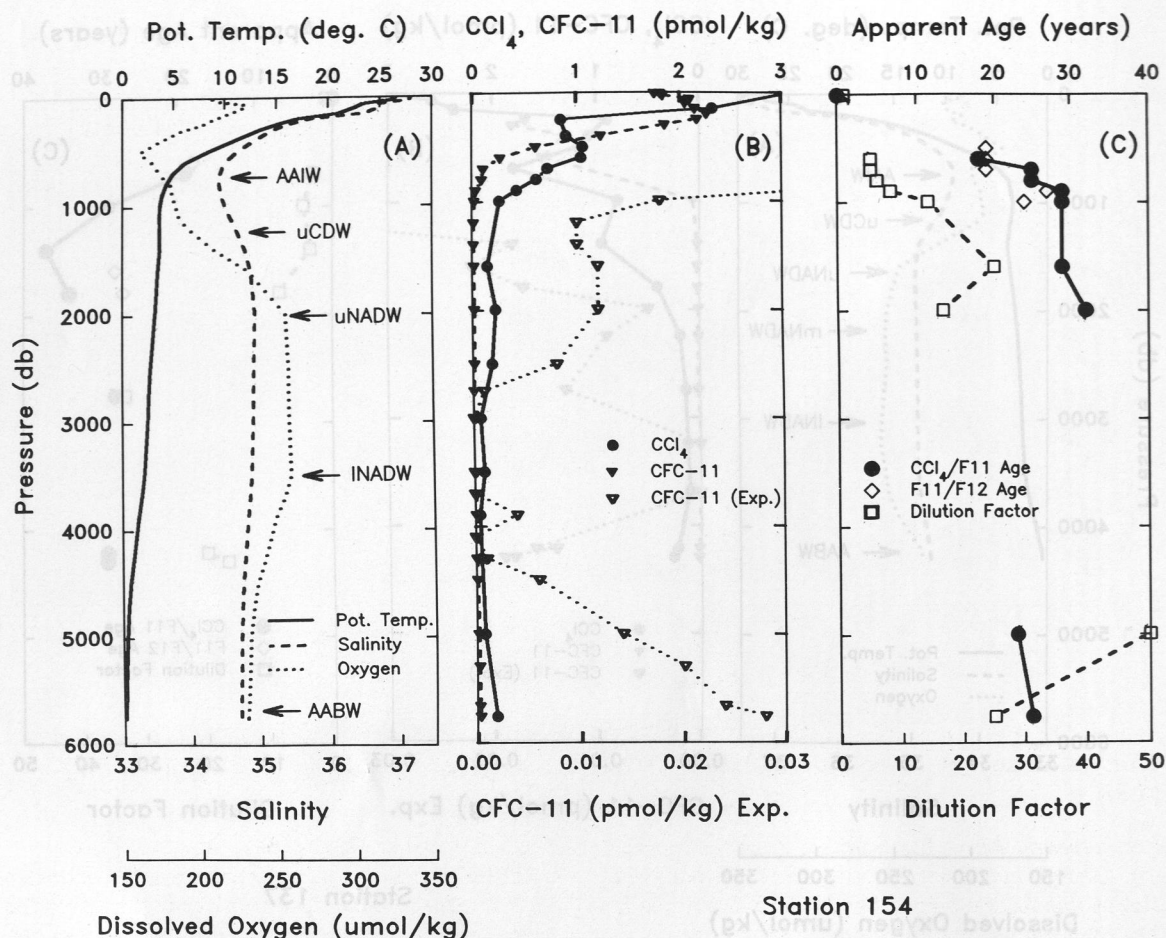 Pot. Temp. (deg. C) CCl4, CFC-11 (pmol/kg) Apparent Age (years)
0 5 10 15 20 25 30 0 1 2 3 0 10 20 30 40
0
(A) (B) (C)
AAIW
1000
uCDW
uNADW
2000
Pressure (db)
3000
CCl4
lNADW
CFC-11
CFC-11 (Exp.)
CCl4/F11 Age
F11/F12 Age
Dilution Factor
4000
Pot. Temp.
5000
Salinity
Oxygen
AABW
6000
33 34 35 36 37 0.00 0.01 0.02 0.03 0 10 20 30 40 50
Salinity CFC-11 (pmol/kg) Exp. Dilution Factor
150 200 250 300 350
Dissolved Oxygen (umol/kg)
Station 154